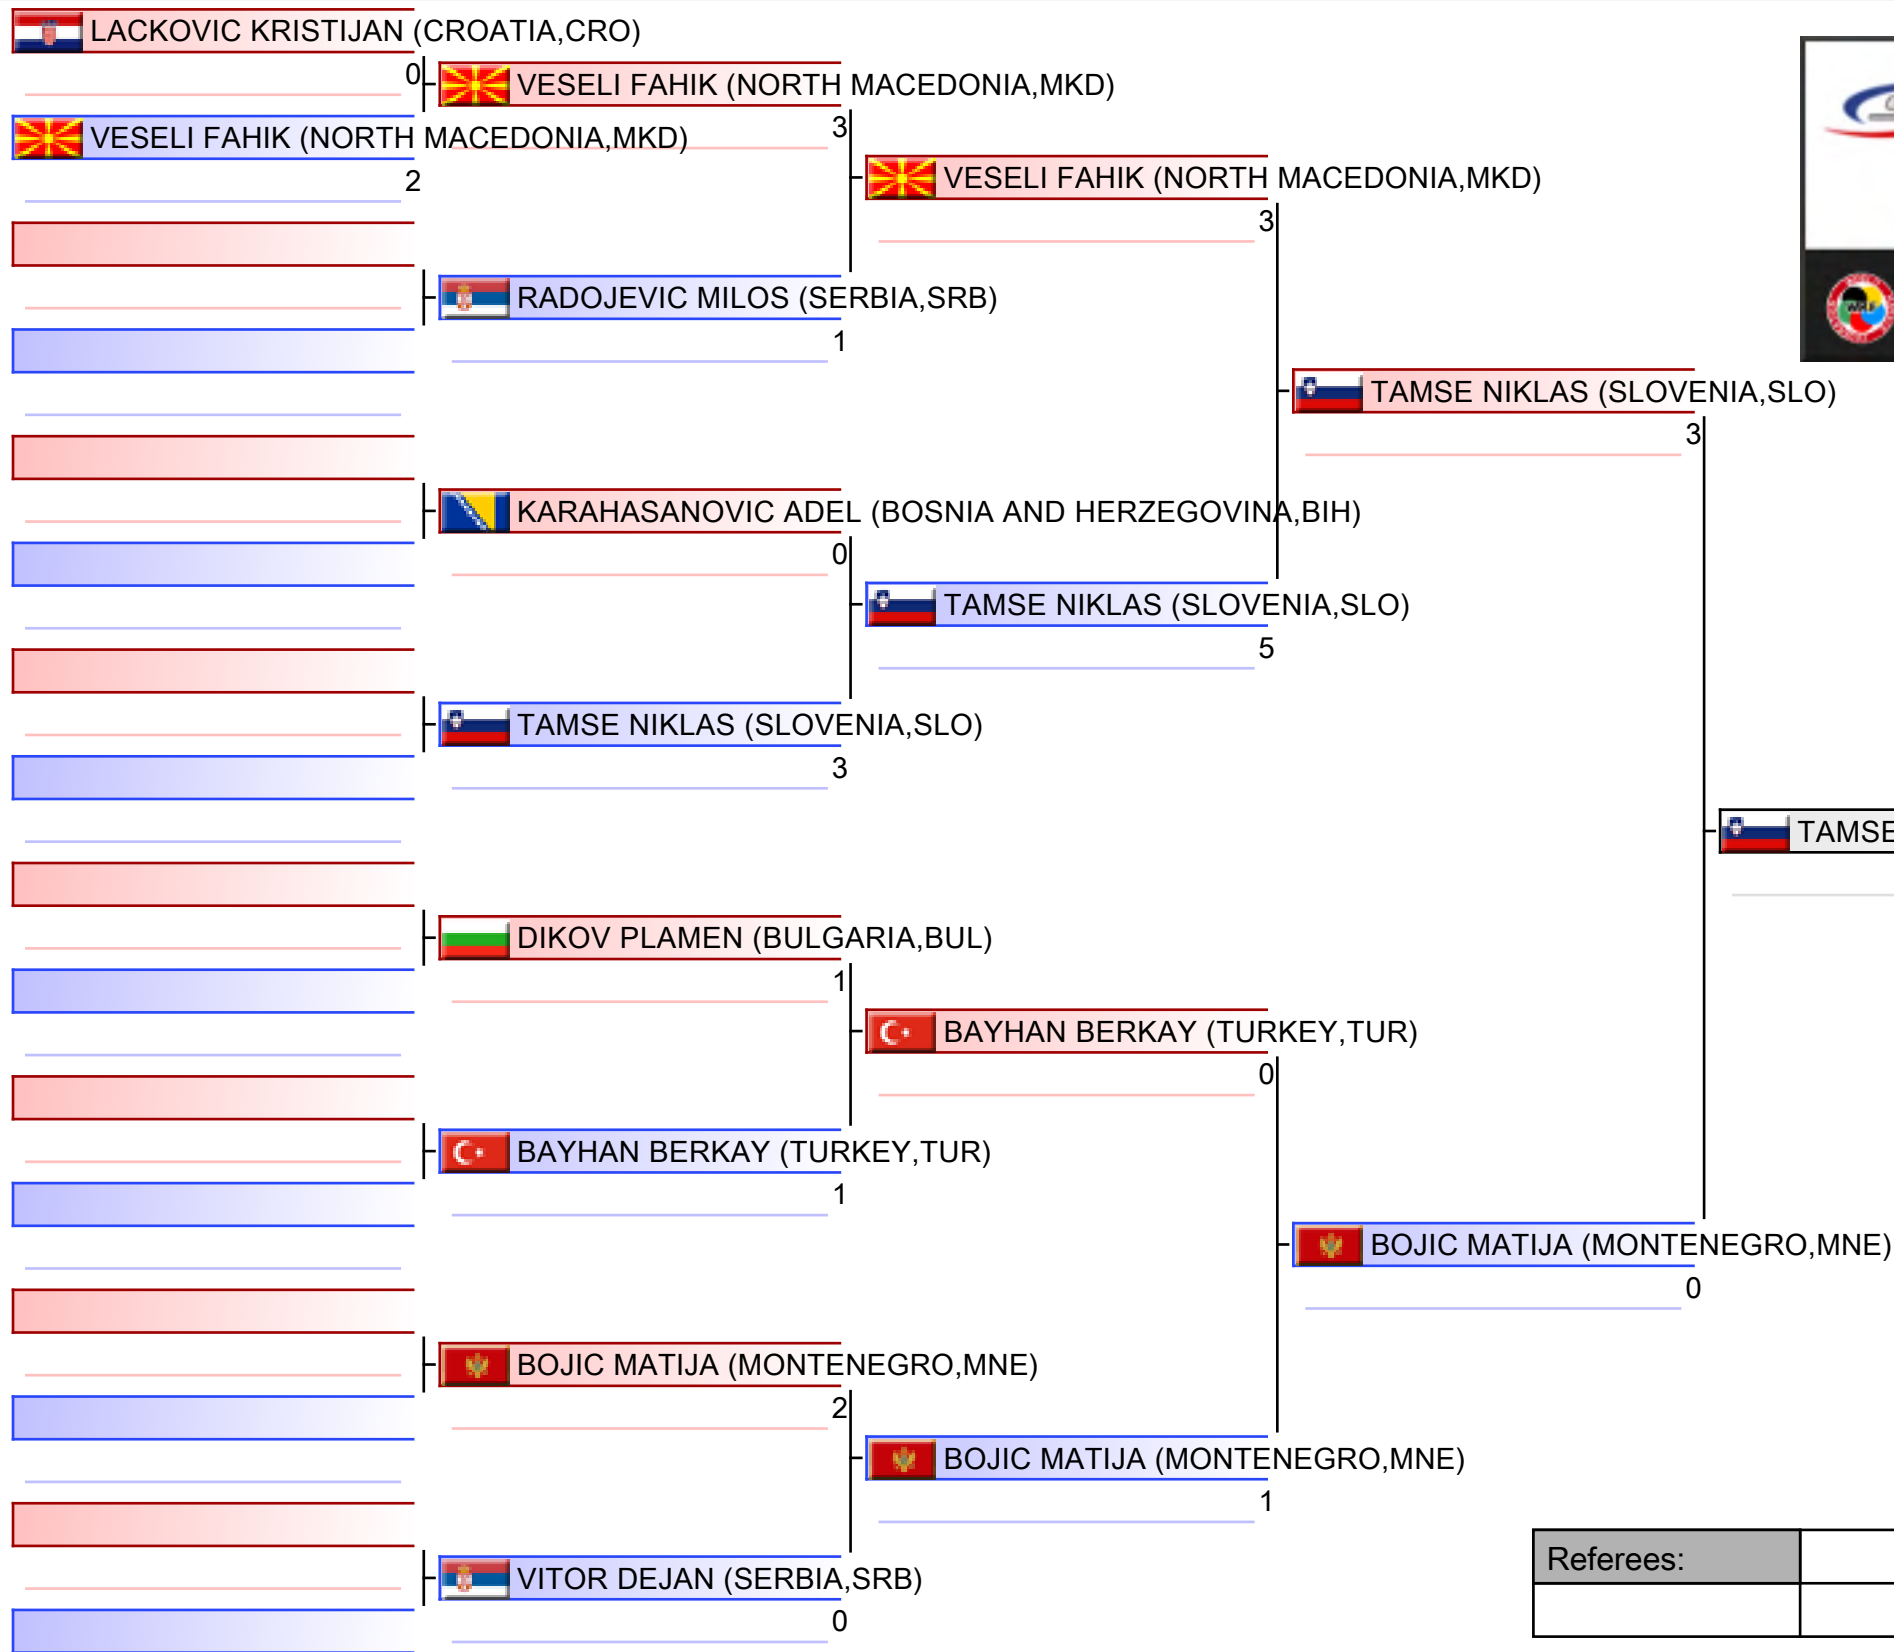 LACKOVIC KRISTIJAN (CROATIA,CRO)
0
VESELI FAHIK (NORTH MACEDONIA,MKD)
2
VESELI FAHIK (NORTH MACEDONIA,MKD)
3
RADOJEVIC MILOS (SERBIA,SRB)
1
KARAHASANOVIC ADEL (BOSNIA AND HERZEGOVINA,BIH)
0
TAMSE NIKLAS (SLOVENIA,SLO)
3
DIKOV PLAMEN (BULGARIA,BUL)
1
BAYHAN BERKAY (TURKEY,TUR)
1
BOJIC MATIJA (MONTENEGRO,MNE)
2
VITOR DEJAN (SERBIA,SRB)
0
VESELI FAHIK (NORTH MACEDONIA,MKD)
3
TAMSE NIKLAS (SLOVENIA,SLO)
5
BAYHAN BERKAY (TURKEY,TUR)
0
BOJIC MATIJA (MONTENEGRO,MNE)
1
TAMSE NIKLAS (SLOVENIA,SLO)
3
BOJIC MATIJA (MONTENEGRO,MNE)
0
TAMSE
Referees: